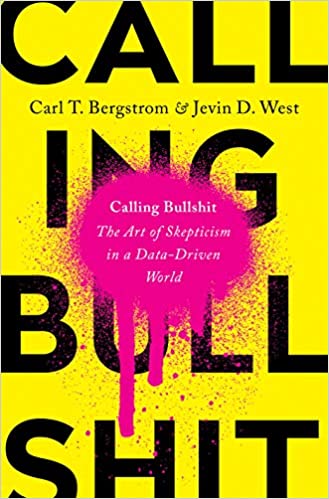 CALL
Carl T. Bergstrom & Jevin D. West
ING
Calling Bullshit
The Art of Skepticism
in a Data-Driven
World
BULL
SHIT